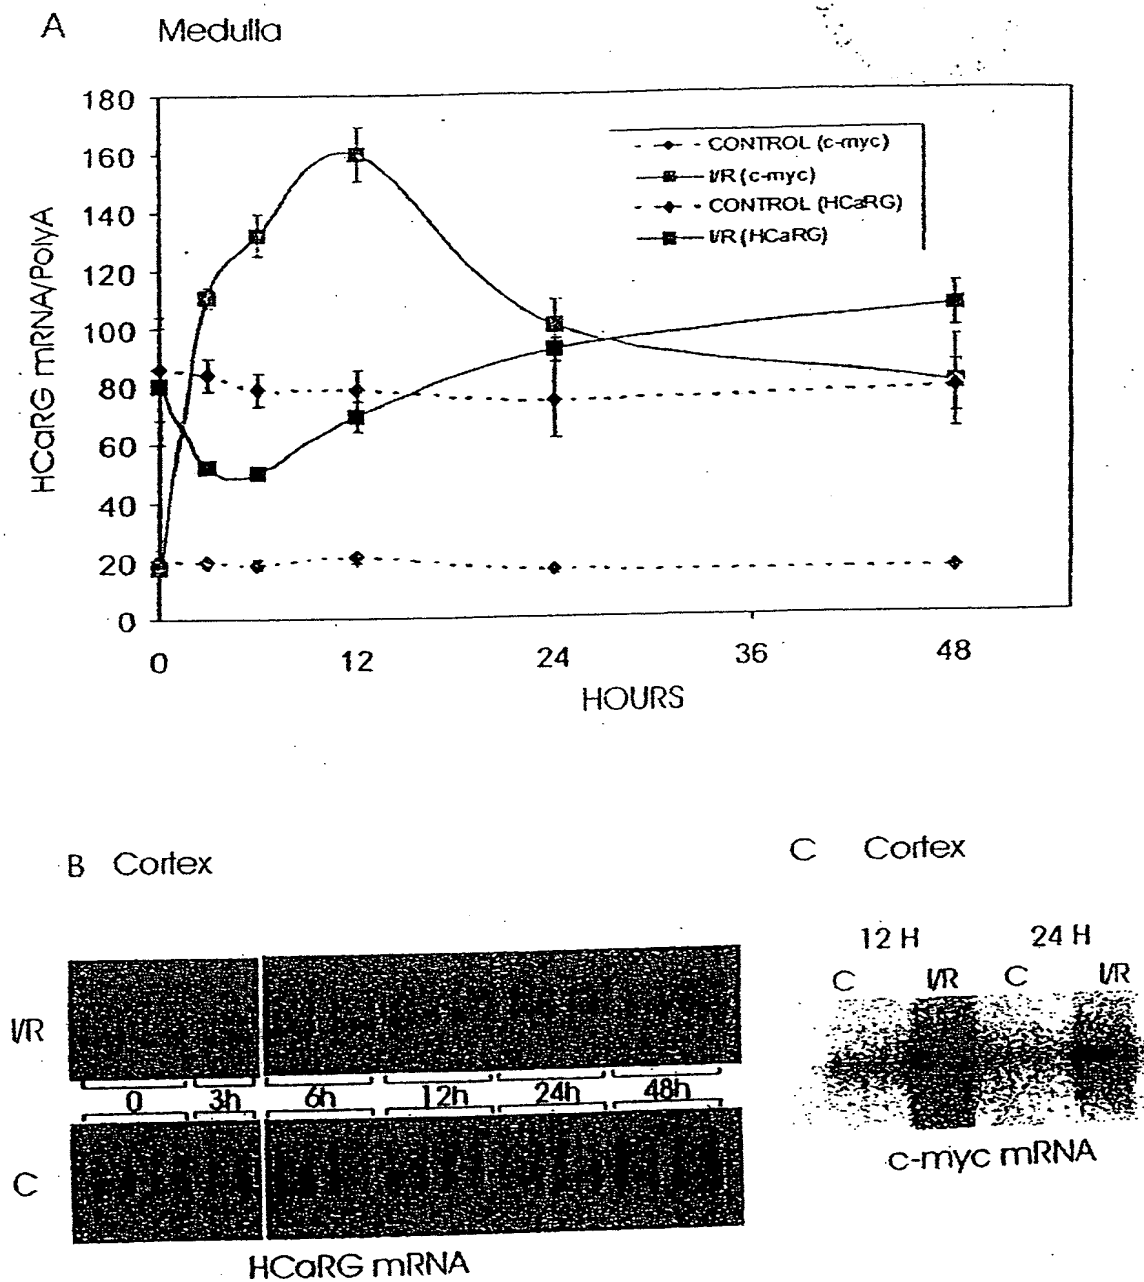 A Medulla
180
160
140
120
100
80
60
40
20
0
HCaRG mRNA/PolyA
CONTROL (c-myc)
I/R (c-myc)
CONTROL (HCaRG)
I/R (HCaRG)
0 12 24 36 48
HOURS
B Cortex
I/R
0 3h 6h 12h 24h 48h
C
HCaRG mRNA
C Cortex
12 H 24 H
C I/R C I/R
c-myc mRNA